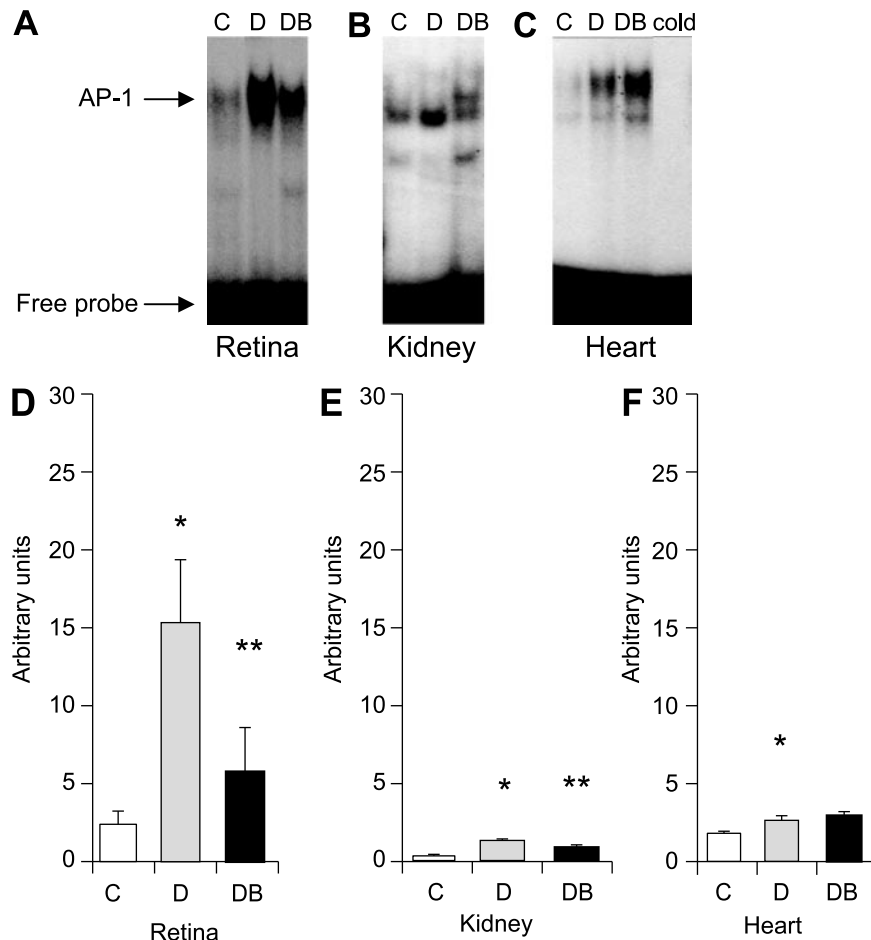 A
C D DB
B
C D DB
C
C D DB cold
AP-1
Free probe
Retina
Kidney
Heart
D
30
25
20
15
10
5
0
Arbitrary units
*
**
C D DB
Retina
E
30
25
20
15
10
5
0
Arbitrary units
*
**
C D DB
Kidney
F
30
25
20
15
10
5
0
Arbitrary units
*
C D DB
Heart